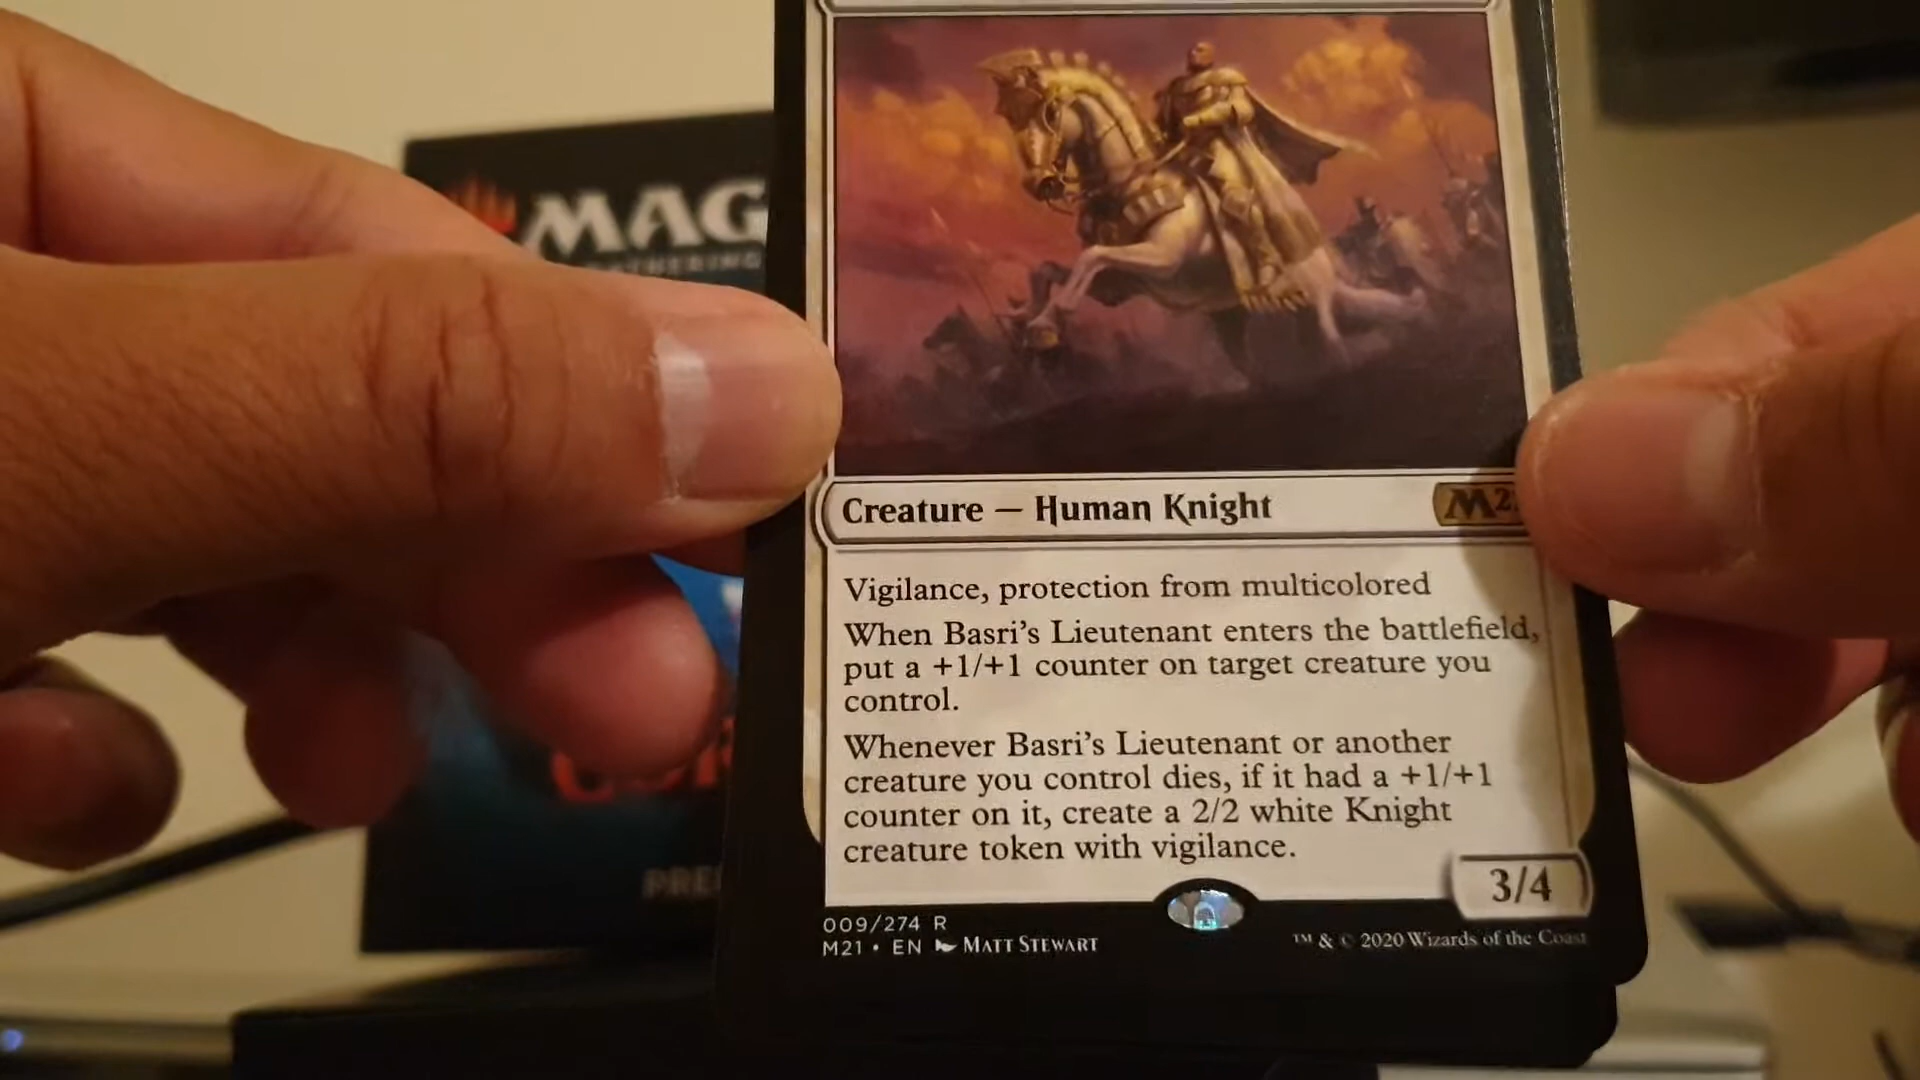 MAG
GATHERING
Creature — Human Knight
M2
Vigilance, protection from multicolored
When Basri's Lieutenant enters the battlefield,
put a +1/+1 counter on target creature you
control.
Whenever Basri's Lieutenant or another
creature you control dies, if it had a +1/+1
counter on it, create a 2/2 white Knight
creature token with vigilance.
3/4
PRE
009/274 R
M21 • EN MATT STEWART
™ & © 2020 Wizards of the Coast